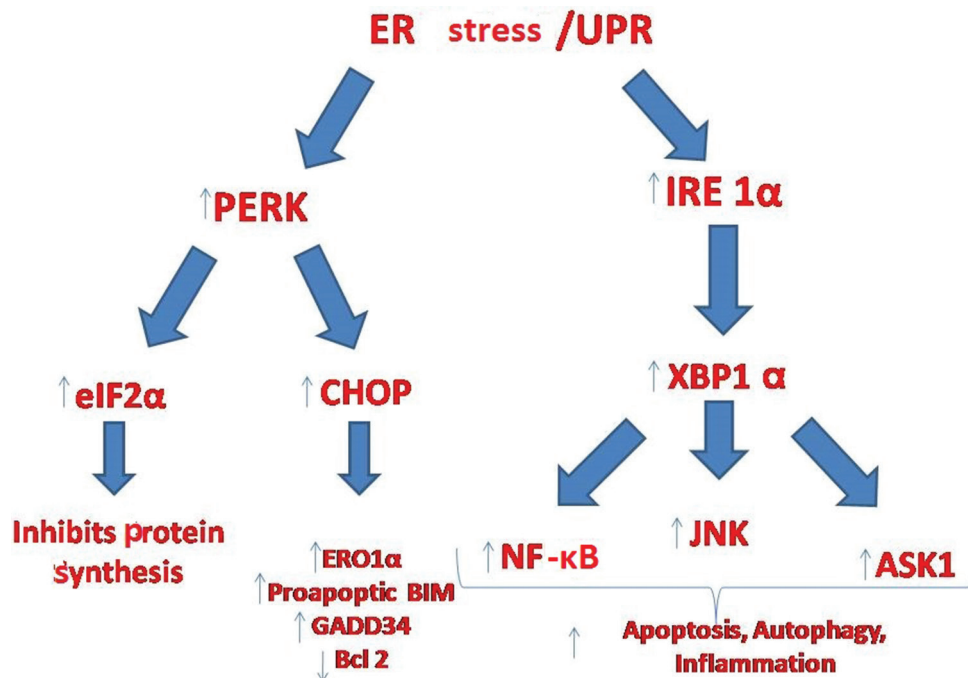 ER stress /UPR
↑PERK
↑IRE 1α
↑eIF2α
↑CHOP
↑XBP1 α
Inhibits protein
synthesis
↑ERO1α
↑Proapoptic BIM
↑GADD34
↓Bcl 2
↑NF-κB
↑JNK
↑ASK1
↑ Apoptosis, Autophagy,
Inflammation